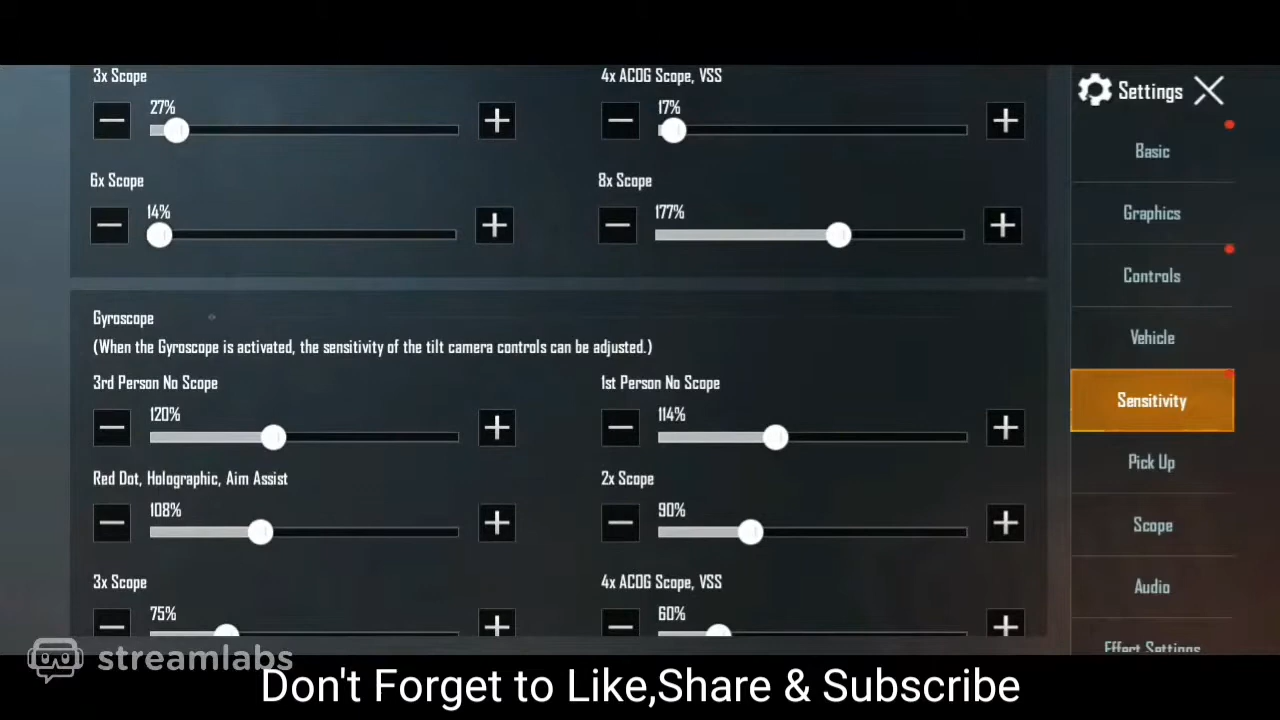 3x Scope
4x ACOG Scope, VSS
27%
17%
6x Scope
8x Scope
14%
177%
Gyroscope
(When the Gyroscope is activated, the sensitivity of the tilt camera controls can be adjusted.)
3rd Person No Scope
1st Person No Scope
120%
114%
Red Dot, Holographic, Aim Assist
2x Scope
108%
90%
3x Scope
4x ACOG Scope, VSS
75%
60%
Settings
Basic
Graphics
Controls
Vehicle
Sensitivity
Pick Up
Scope
Audio
Effect Settings
streamlabs
Don't Forget to Like,Share & Subscribe